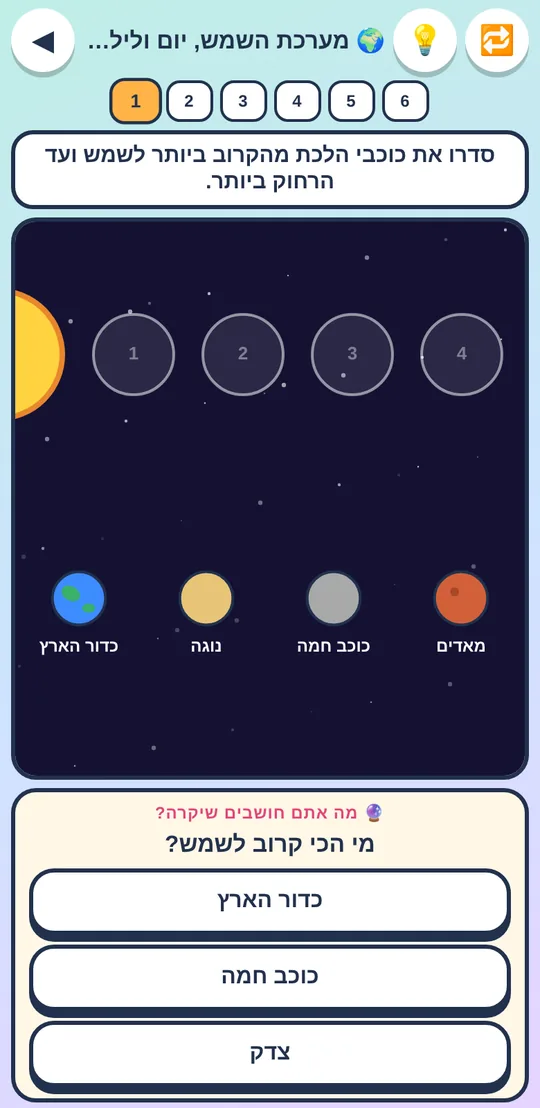 🌍 מערכת השמש, יום וליל...
1 2 3 4 5 6
סדרו את כוכבי הלכת מהקרוב ביותר לשמש ועד
הרחוק ביותר.
1 2 3 4
כדור הארץ נוגה כוכב חמה מאדים
🔮 מה אתם חושבים שיקרה?
מי הכי קרוב לשמש?
כדור הארץ
כוכב חמה
צדק